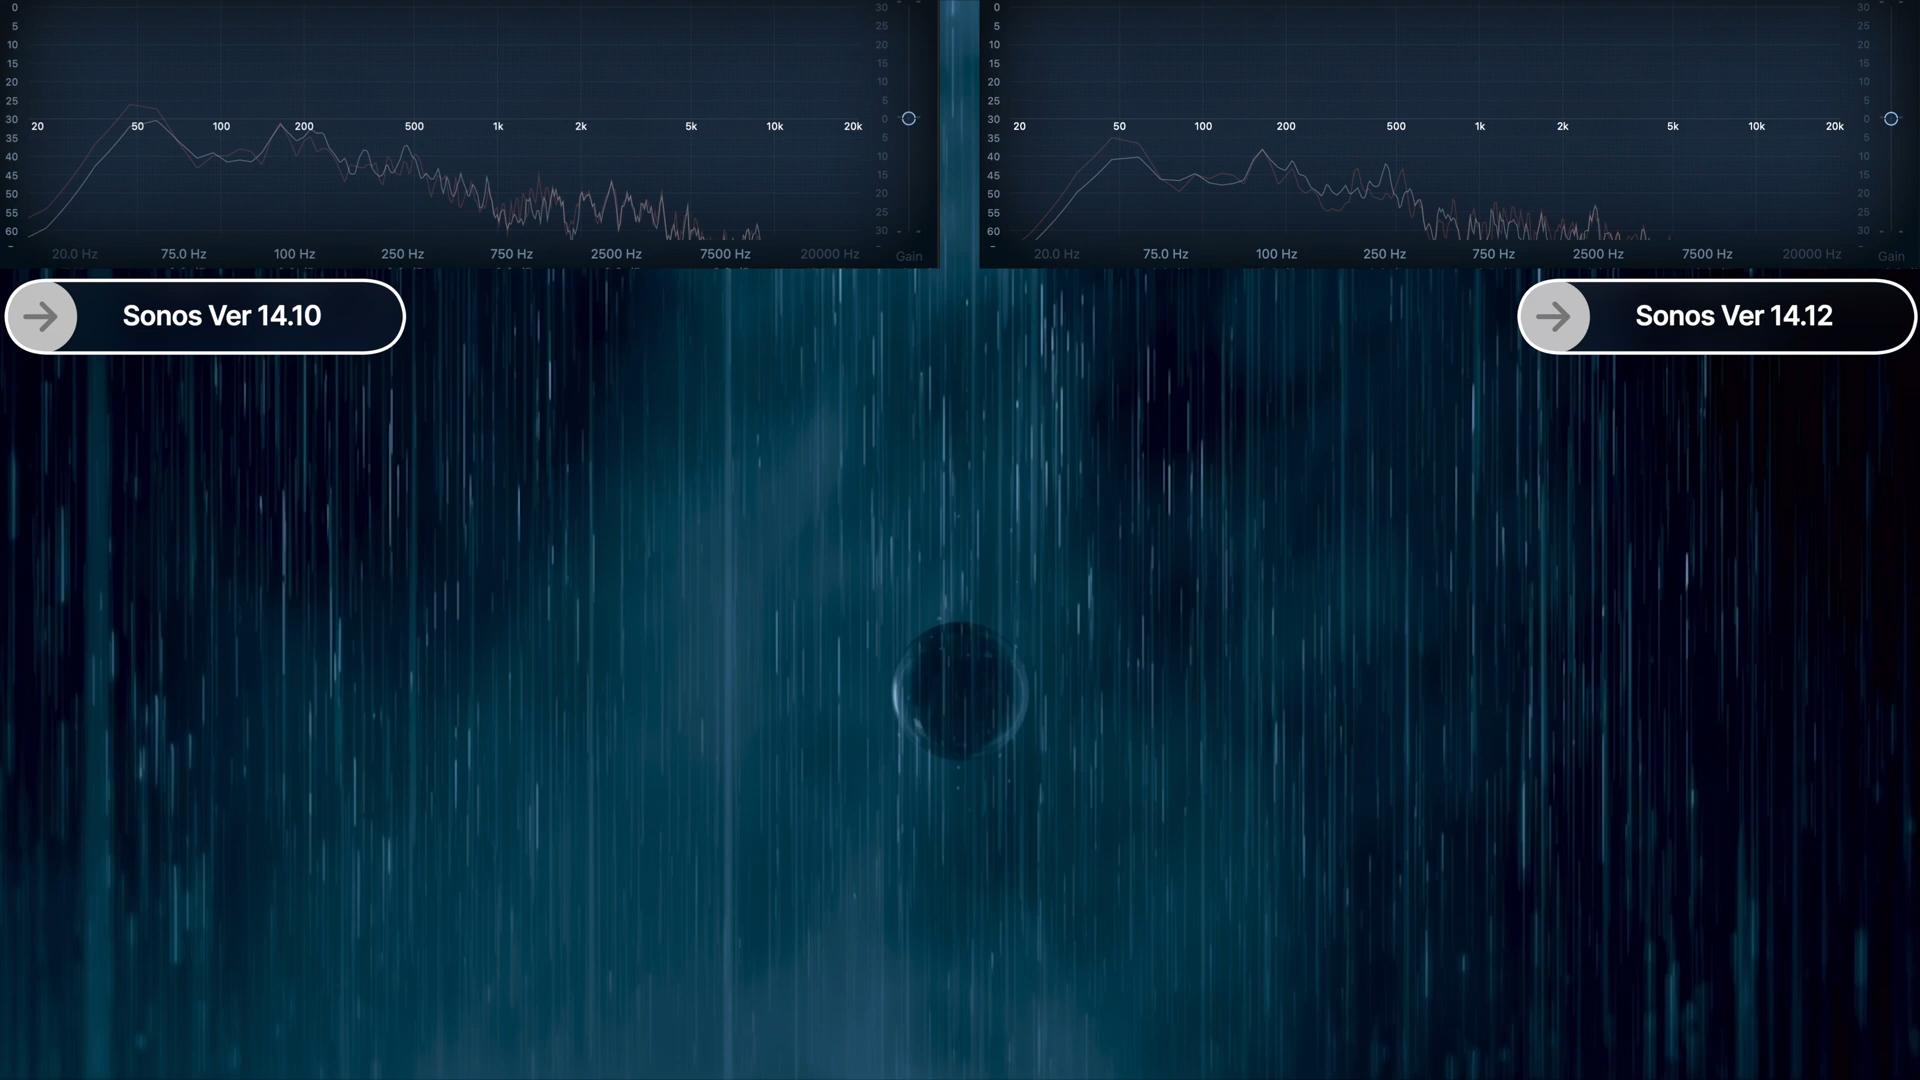 0 30 0 30
5 25 5 25
10 20 10 20
15 15 15 15
20 10 20 10
25 5 25 5
30 0 30 0
20 50 100 200 500 1k 2k 5k 10k 20k 20 50 100 200 500 1k 2k 5k 10k 20k
35 5 35 5
40 10 40 10
45 15 45 15
50 20 50 20
55 25 55 25
60 30 60 30
20.0 Hz 75.0 Hz 100 Hz 250 Hz 750 Hz 2500 Hz 7500 Hz 20000 Hz Gain 20.0 Hz 75.0 Hz 100 Hz 250 Hz 750 Hz 2500 Hz 7500 Hz 20000 Hz Gain
Sonos Ver 14.10
Sonos Ver 14.12